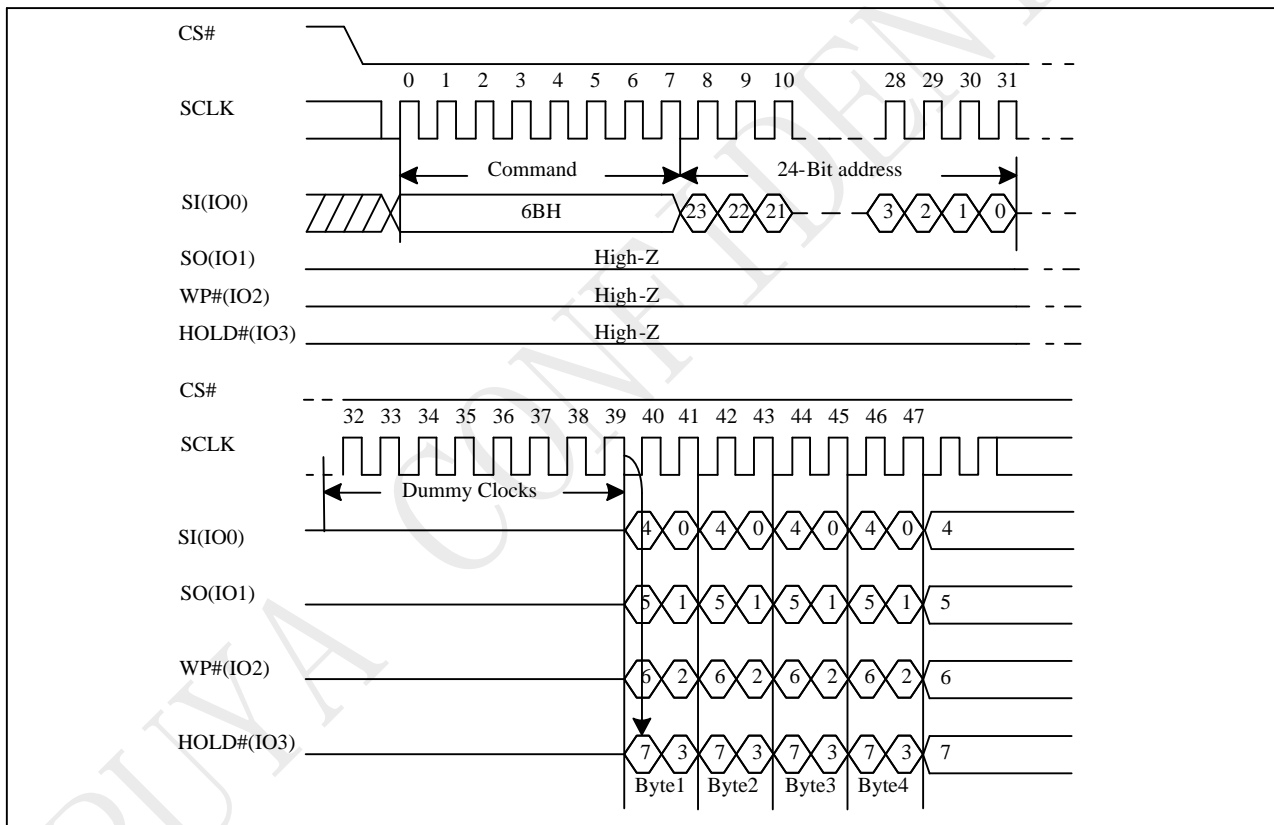 CS#
0 1 2 3 4 5 6 7 8 9 10 28 29 30 31
SCLK
Command 24-Bit address
SI(IO0) 6BH 23 22 21 3 2 1 0
SO(IO1) High-Z
WP#(IO2) High-Z
HOLD#(IO3) High-Z
CS#
32 33 34 35 36 37 38 39 40 41 42 43 44 45 46 47
SCLK
Dummy Clocks
SI(IO0) 4 0 4 0 4 0 4 0 4
SO(IO1) 5 1 5 1 5 1 5 1 5
WP#(IO2) 6 2 6 2 6 2 6 2 6
HOLD#(IO3) 7 3 7 3 7 3 7 3 7
Byte1 Byte2 Byte3 Byte4
PUYA CONFIDENT